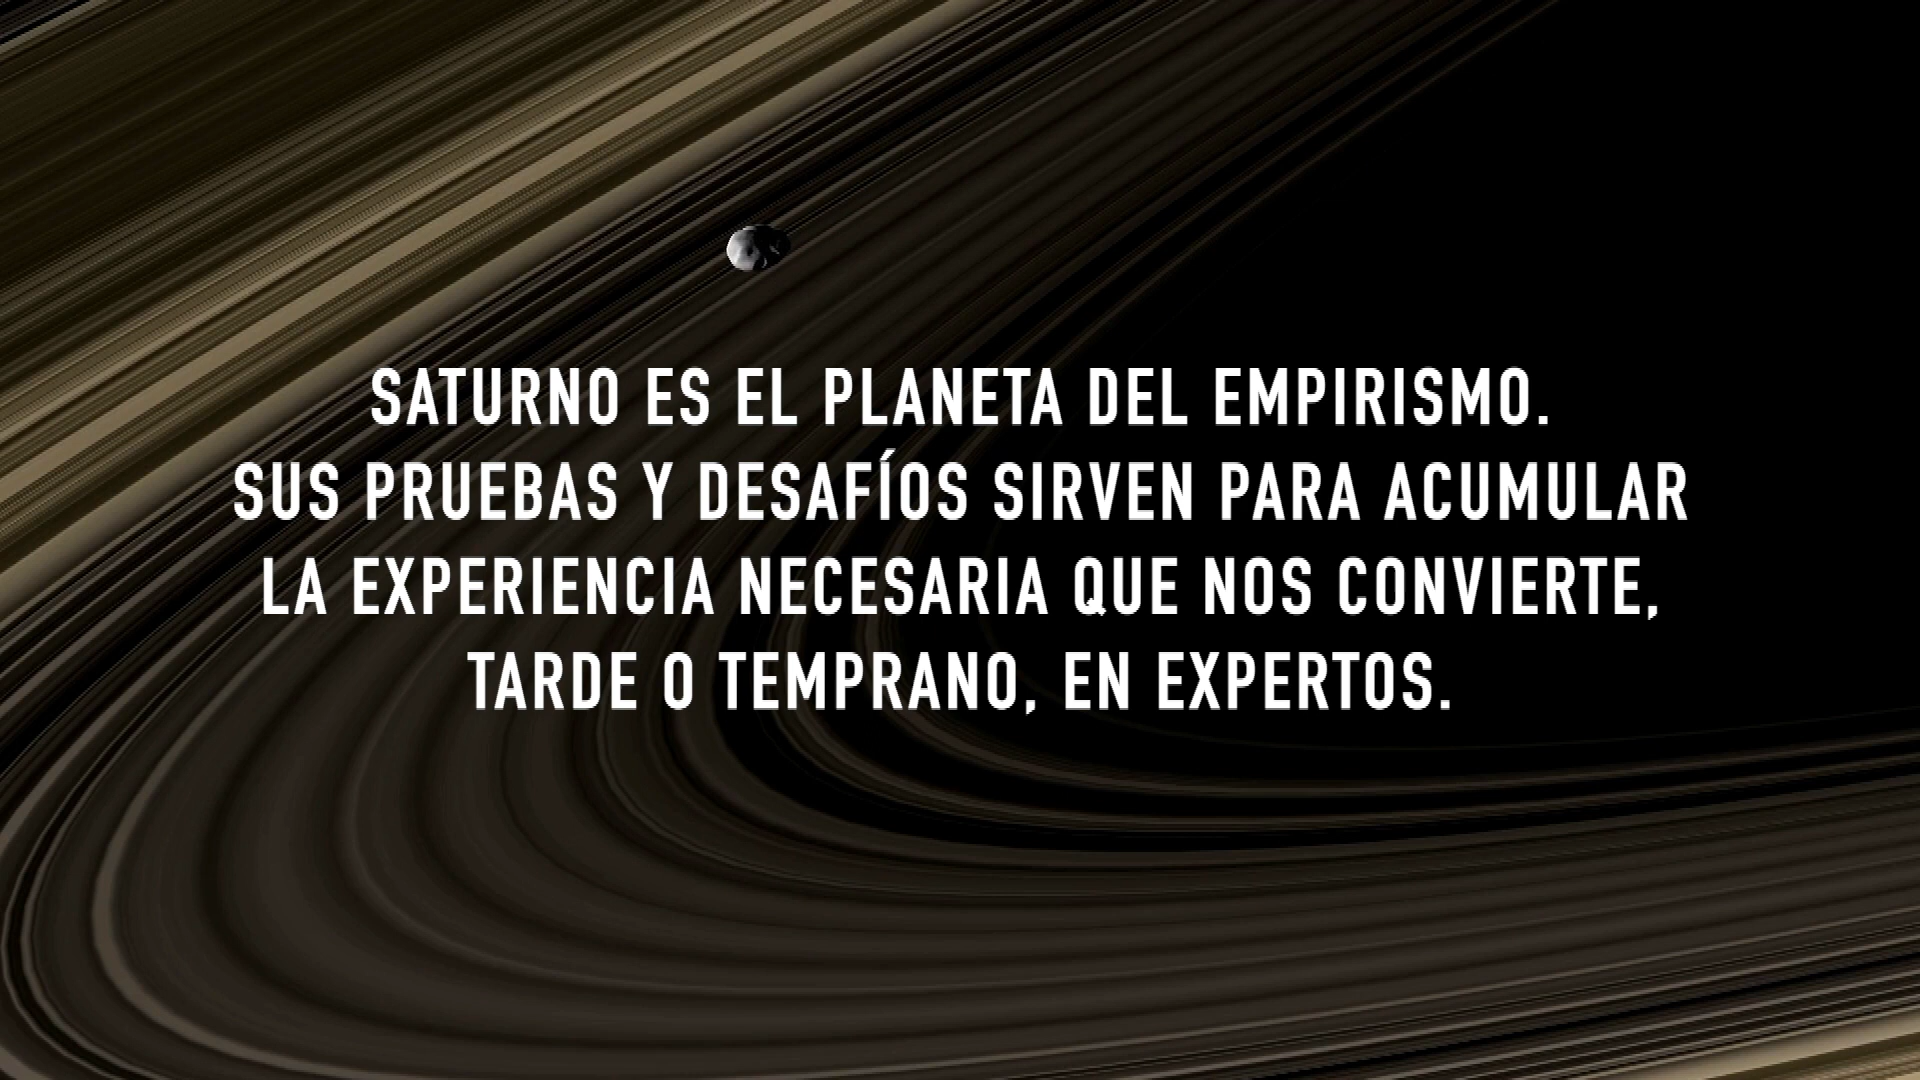 SATURNO ES EL PLANETA DEL EMPIRISMO.
SUS PRUEBAS Y DESAFÍOS SIRVEN PARA ACUMULAR
LA EXPERIENCIA NECESARIA QUE NOS CONVIERTE,
TARDE O TEMPRANO, EN EXPERTOS.